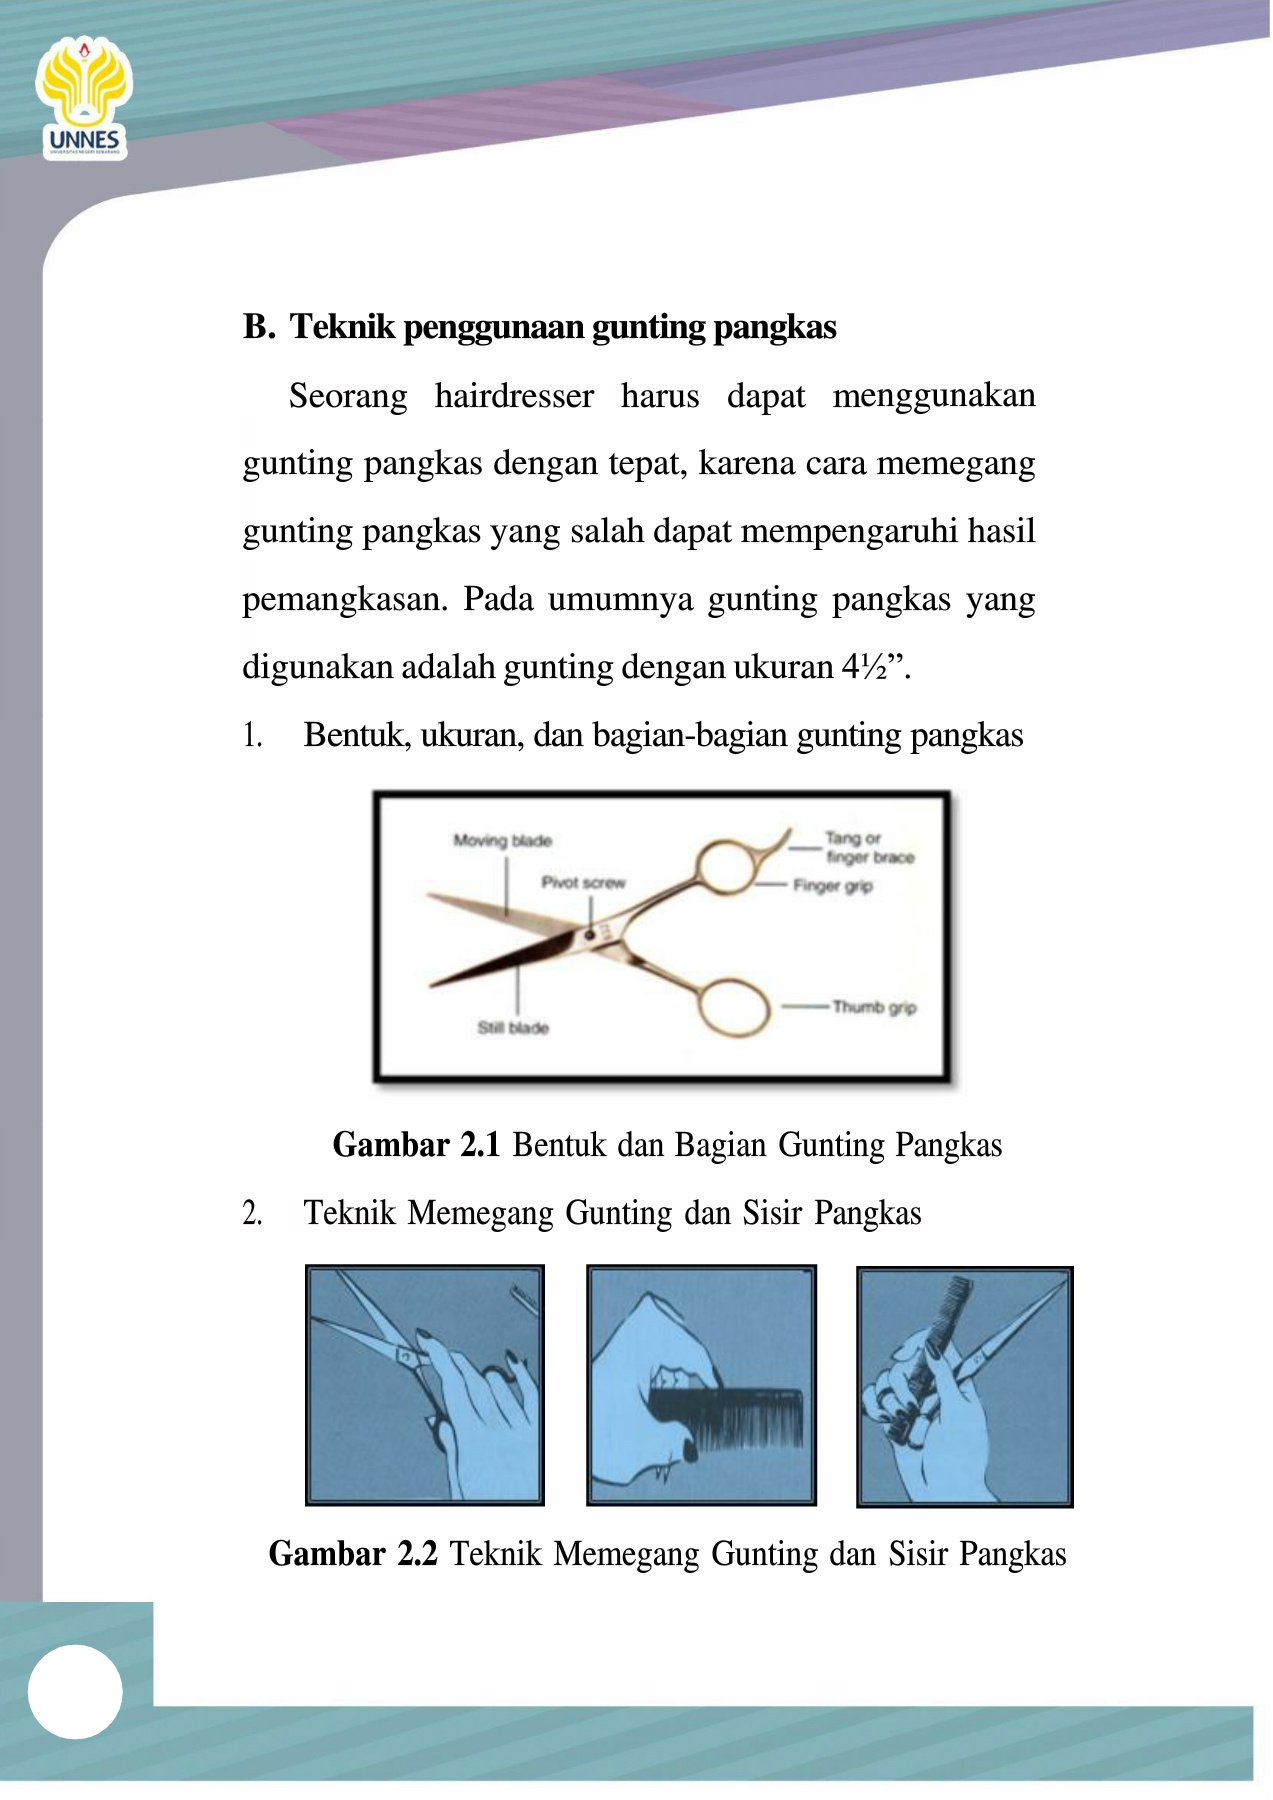 UNNES
UNIVERSITAS NEGERI SEMARANG
B. Teknik penggunaan gunting pangkas
Seorang hairdresser harus dapat menggunakan
gunting pangkas dengan tepat, karena cara memegang
gunting pangkas yang salah dapat mempengaruhi hasil
pemangkasan. Pada umumnya gunting pangkas yang
digunakan adalah gunting dengan ukuran 4½”.
1. Bentuk, ukuran, dan bagian-bagian gunting pangkas
Moving blade
Pivot screw
Tang or
finger brace
Finger grip
Thumb grip
Still blade
Gambar 2.1 Bentuk dan Bagian Gunting Pangkas
2. Teknik Memegang Gunting dan Sisir Pangkas
Gambar 2.2 Teknik Memegang Gunting dan Sisir Pangkas